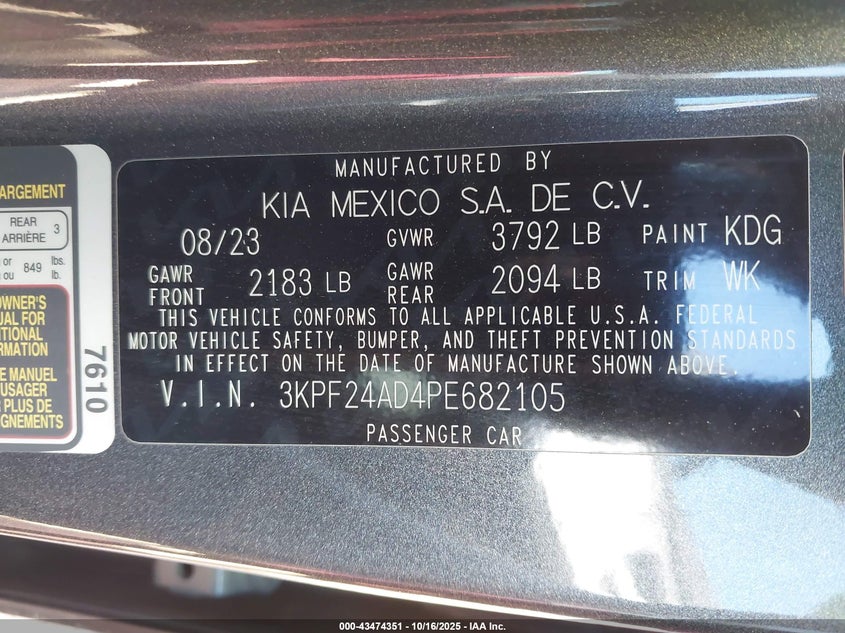 ARGEMENT
REAR
ARRIÈRE
3
or
ou
849
lbs.
lb.
OWNER'S
UAL FOR
ITIONAL
RMATION
E MANUEL
USAGER
R PLUS DE
IGNEMENTS
7610
MANUFACTURED BY
KIA MEXICO S.A. DE C.V.
08/23 GVWR 3792 LB PAINT KDG
GAWR FRONT 2183 LB GAWR REAR 2094 LB TRIM WK
THIS VEHICLE CONFORMS TO ALL APPLICABLE U.S.A. FEDERAL
MOTOR VEHICLE SAFETY, BUMPER, AND THEFT PREVENTION STANDARDS
IN EFFECT ON THE DATE OF MANUFACTURE SHOWN ABOVE.
V.I.N. 3KPF24AD4PE682105
PASSENGER CAR
000-43474351 - 10/16/2025 - IAA Inc.